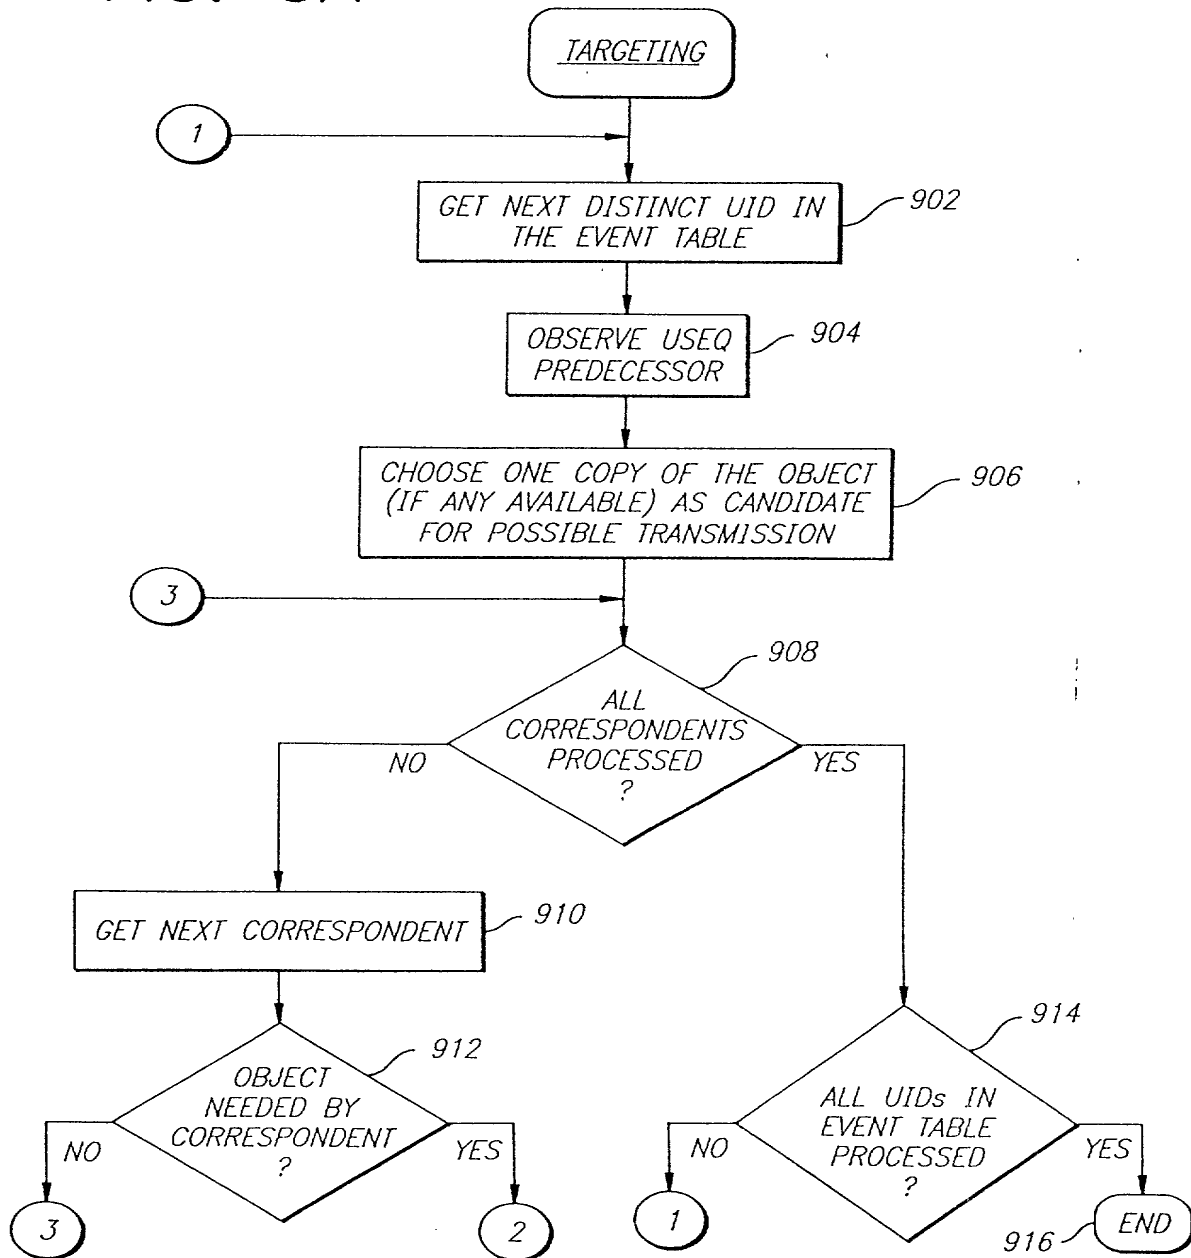 TARGETING
1
GET NEXT DISTINCT UID IN
THE EVENT TABLE
902
OBSERVE USEQ
PREDECESSOR
904
CHOOSE ONE COPY OF THE OBJECT
(IF ANY AVAILABLE) AS CANDIDATE
FOR POSSIBLE TRANSMISSION
906
3
908
ALL
CORRESPONDENTS
PROCESSED
?
NO
YES
GET NEXT CORRESPONDENT
910
912
OBJECT
NEEDED BY
CORRESPONDENT
?
NO
YES
3
2
914
ALL UIDs IN
EVENT TABLE
PROCESSED
?
NO
YES
1
END
916